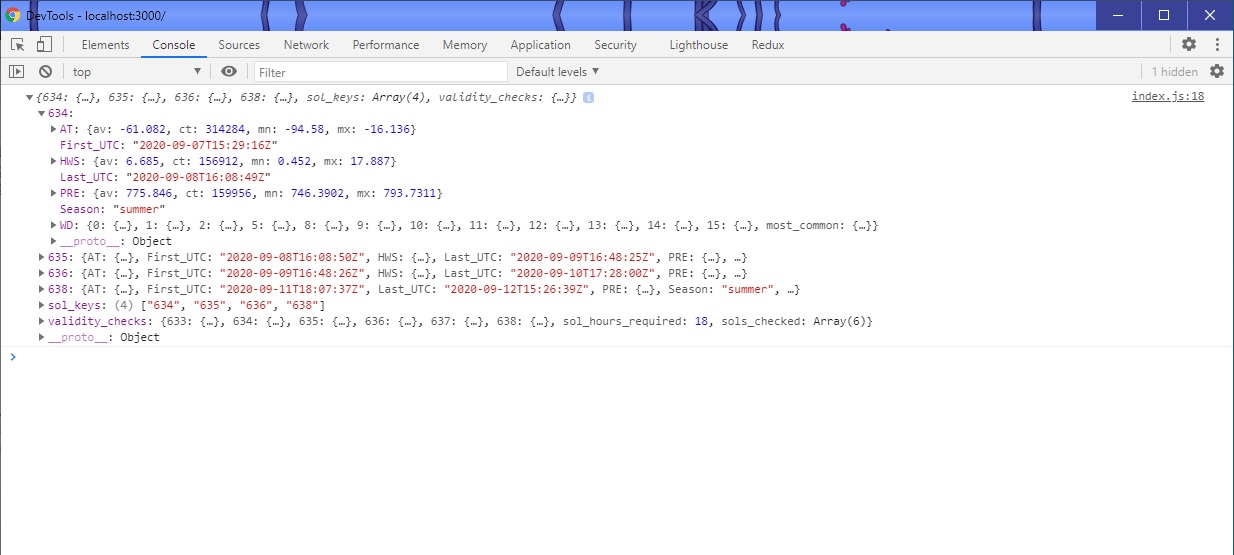 DevTools - localhost:3000/
Elements Console Sources Network Performance Memory Application Security Lighthouse Redux
top Filter Default levels 1 hidden
{634: {…}, 635: {…}, 636: {…}, 638: {…}, sol_keys: Array(4), validity_checks: {…}} i index.js:18
634:
AT: {av: -61.082, ct: 314284, mn: -94.58, mx: -16.136}
First_UTC: "2020-09-07T15:29:16Z"
HWS: {av: 6.685, ct: 156912, mn: 0.452, mx: 17.887}
Last_UTC: "2020-09-08T16:08:49Z"
PRE: {av: 775.846, ct: 159956, mn: 746.3902, mx: 793.7311}
Season: "summer"
WD: {0: {…}, 1: {…}, 2: {…}, 5: {…}, 8: {…}, 9: {…}, 10: {…}, 11: {…}, 12: {…}, 13: {…}, 14: {…}, 15: {…}, most_common: {…}}
__proto__: Object
635: {AT: {…}, First_UTC: "2020-09-08T16:08:50Z", HWS: {…}, Last_UTC: "2020-09-09T16:48:25Z", PRE: {…}, …}
636: {AT: {…}, First_UTC: "2020-09-09T16:48:26Z", HWS: {…}, Last_UTC: "2020-09-10T17:28:00Z", PRE: {…}, …}
638: {AT: {…}, First_UTC: "2020-09-11T18:07:37Z", Last_UTC: "2020-09-12T15:26:39Z", PRE: {…}, Season: "summer", …}
sol_keys: (4) ["634", "635", "636", "638"]
validity_checks: {633: {…}, 634: {…}, 635: {…}, 636: {…}, 637: {…}, 638: {…}, sol_hours_required: 18, sols_checked: Array(6)}
__proto__: Object